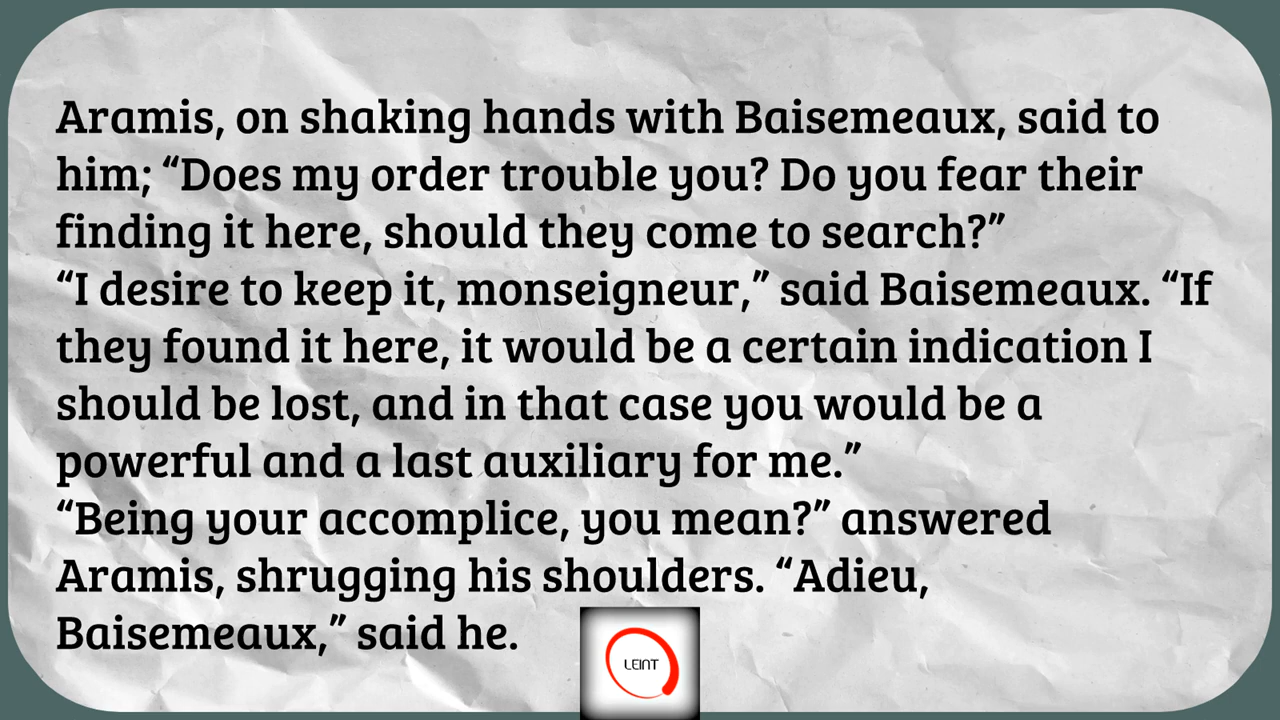 Aramis, on shaking hands with Baisemeaux, said to
him; “Does my order trouble you? Do you fear their
finding it here, should they come to search?”
“I desire to keep it, monseigneur,” said Baisemeaux. “If
they found it here, it would be a certain indication I
should be lost, and in that case you would be a
powerful and a last auxiliary for me.”
“Being your accomplice, you mean?” answered
Aramis, shrugging his shoulders. “Adieu,
Baisemeaux,” said he.
LEINT